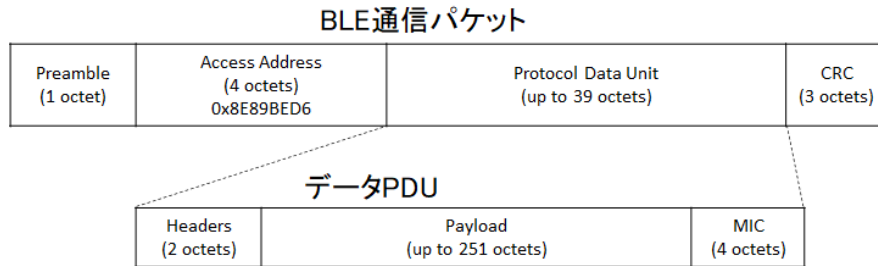 BLE通信パケット
Preamble
(1 octet)
Access Address
(4 octets)
0x8E89BED6
Protocol Data Unit
(up to 39 octets)
CRC
(3 octets)
データPDU
Headers
(2 octets)
Payload
(up to 251 octets)
MIC
(4 octets)